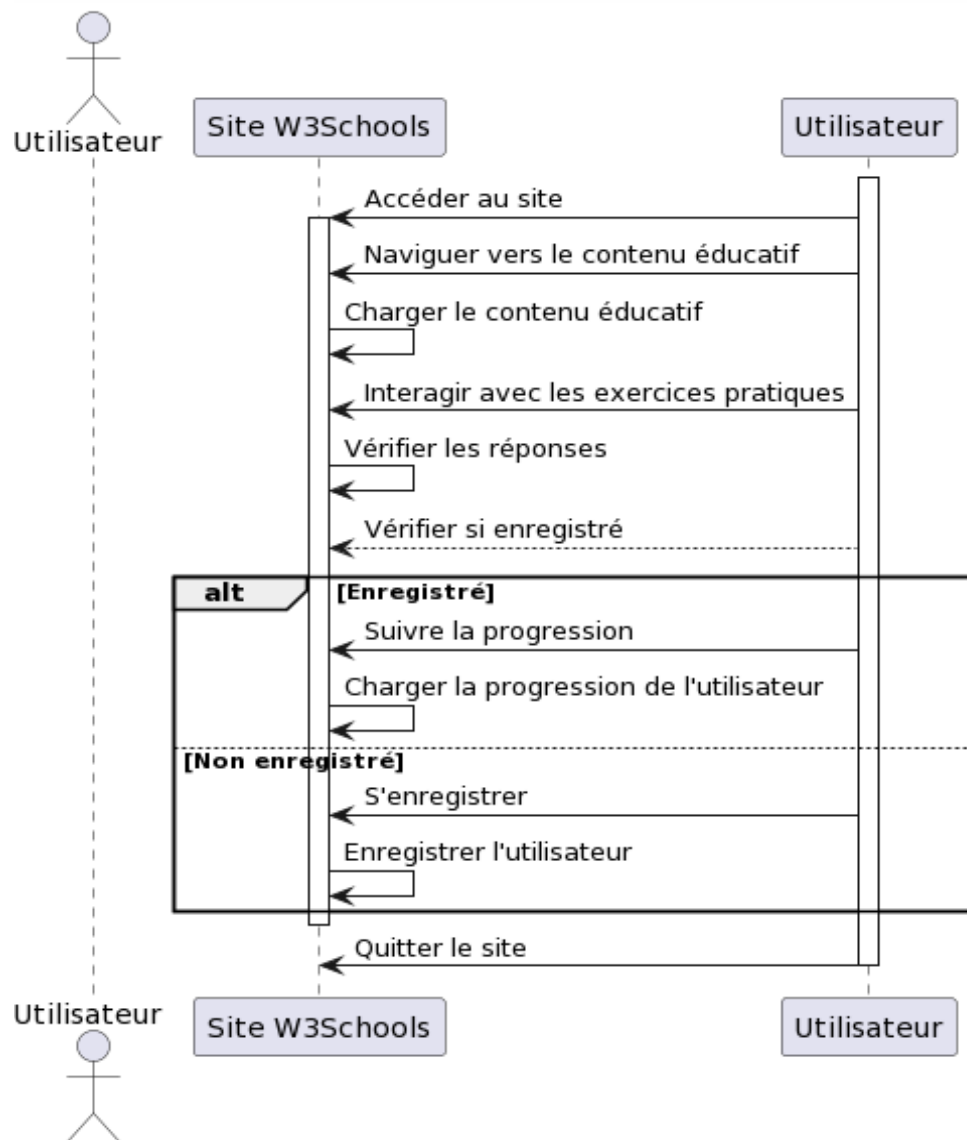 Utilisateur
Site W3Schools
Utilisateur
Accéder au site
Naviguer vers le contenu éducatif
Charger le contenu éducatif
Interagir avec les exercices pratiques
Vérifier les réponses
Vérifier si enregistré
alt
[Enregistré]
Suivre la progression
Charger la progression de l'utilisateur
[Non enregistré]
S'enregistrer
Enregistrer l'utilisateur
Quitter le site
Utilisateur
Site W3Schools
Utilisateur